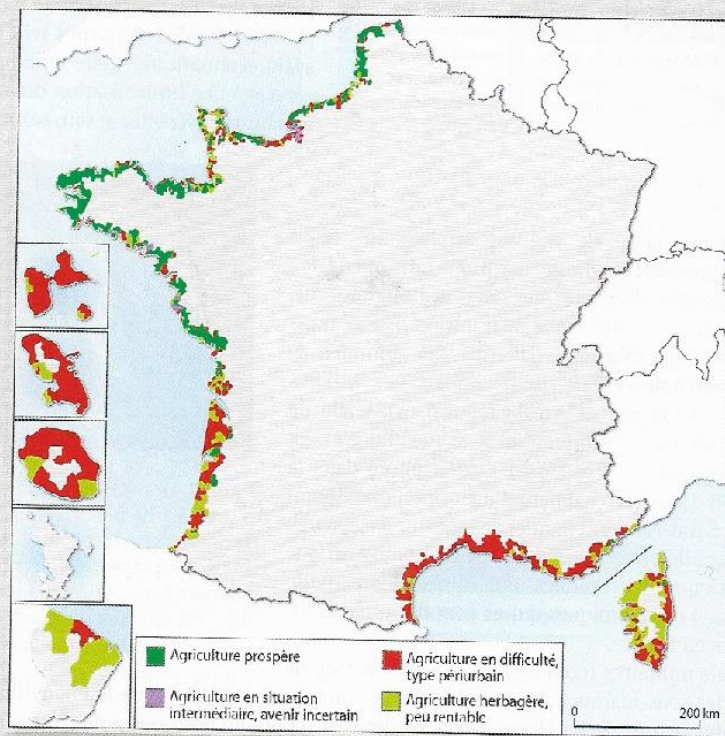 Agriculture prospère
Agriculture en situation
intermédiaire, avenir incertain
Agriculture en difficulté,
type périurbain
Agriculture herbagère,
peu rentable
0 200 km